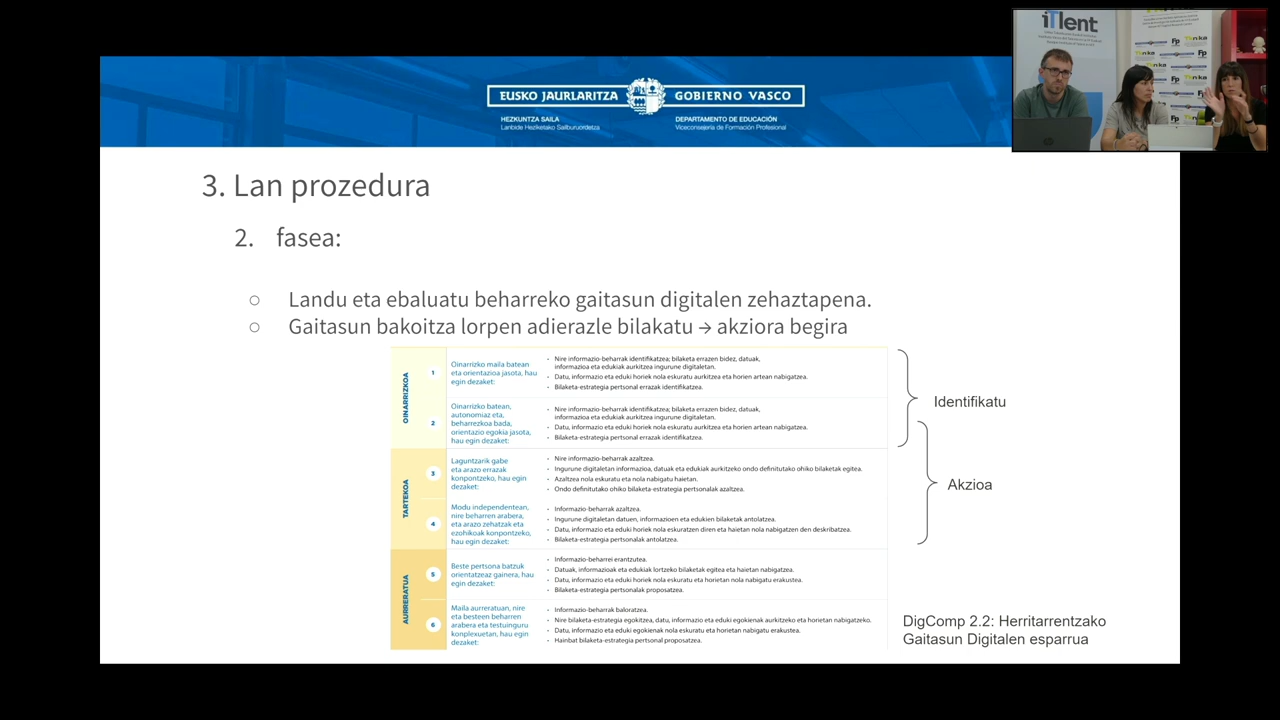 EUSKO JAURLARITZA GOBIERNO VASCO
HEZKUNTZA SAILA
Lanbide Heziketako Sailburuordetza
DEPARTAMENTO DE EDUCACIÓN
Viceconsejería de Formación Profesional
iTlent
3. Lan prozedura
2. fasea:
○ Landu eta ebaluatu beharreko gaitasun digitalen zehaztapena.
○ Gaitasun bakoitza lorpen adierazle bilakatu → akziora begira
OINARRIZKOA
1
Oinarrizko maila batean
eta orientazioa jasota, hau
egin dezaket:
• Nire informazio-beharrak identifikatzea; bilaketa errazen bidez, datuak,
informazioa eta edukiak aurkitzea ingurune digitaletan.
• Datu, informazio eta eduki horiek nola eskuratu aurkitzea eta horien artean nabigatzea.
• Bilaketa-estrategia pertsonal errazak identifikatzea.
2
Oinarrizko batean,
autonomiaz eta,
beharrezkoa bada,
orientazio egokia jasota,
hau egin dezaket:
• Nire informazio-beharrak identifikatzea; bilaketa errazen bidez, datuak,
informazioa eta edukiak aurkitzea ingurune digitaletan.
• Datu, informazio eta eduki horiek nola eskuratu aurkitzea eta horien artean nabigatzea.
• Bilaketa-estrategia pertsonal errazak identifikatzea.
TARTEKOA
3
Laguntzarik gabe
eta arazo errazak
konpontzeko, hau egin
dezaket:
• Nire informazio-beharrak azaltzea.
• Ingurune digitaletan informazioa, datuak eta edukiak aurkitzeko ondo definitutako ohiko bilaketak egitea.
• Azaltzea nola eskuratu eta nola nabigatu haietan.
• Ondo definitutako ohiko bilaketa-estrategia pertsonalak azaltzea.
4
Modu independentean,
nire beharren arabera,
eta arazo zehatzak eta
ezohikoak konpontzeko,
hau egin dezaket:
• Informazio-beharrak azaltzea.
• Ingurune digitaletan datuen, informazioen eta edukien bilaketak antolatzea.
• Datu, informazio eta eduki horiek nola eskuratzen diren eta haietan nola nabigatzen den deskribatzea.
• Bilaketa-estrategia pertsonalak antolatzea.
AURRERATUA
5
Beste pertsona batzuk
orientatzeaz gainera, hau
egin dezaket:
• Informazio-beharrei erantzutea.
• Datuak, informazioak eta edukiak lortzeko bilaketak egitea eta haietan nabigatzea.
• Datu, informazio eta eduki horiek nola eskuratu eta horietan nola nabigatu erakustea.
• Bilaketa-estrategia pertsonalak proposatzea.
6
Maila aurreratuan, nire
eta besteen beharren
arabera eta testuinguru
konplexuetan, hau egin
dezaket:
• Informazio-beharrak baloratzea.
• Nire bilaketa-estrategia egokitzea, datu, informazio eta eduki egokienak aurkitzeko eta horietan nabigatzeko.
• Datu, informazio eta eduki egokienak nola eskuratu eta horietan nabigatu erakustea.
• Hainbat bilaketa-estrategia pertsonal proposatzea.
Identifikatu
Akzioa
DigComp 2.2: Herritarrentzako
Gaitasun Digitalen esparrua